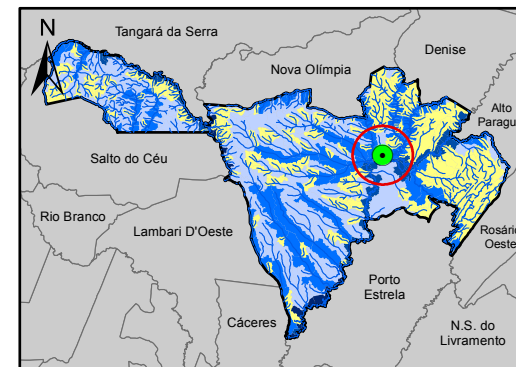 Tangará da Serra
N
Denise
Nova Olímpia
Alto
Paragu
Salto do Céu
Rio Branco
Lambari D'Oeste
Rosário
Oeste
Porto
Estrela
Cáceres
N.S. do
Livramento